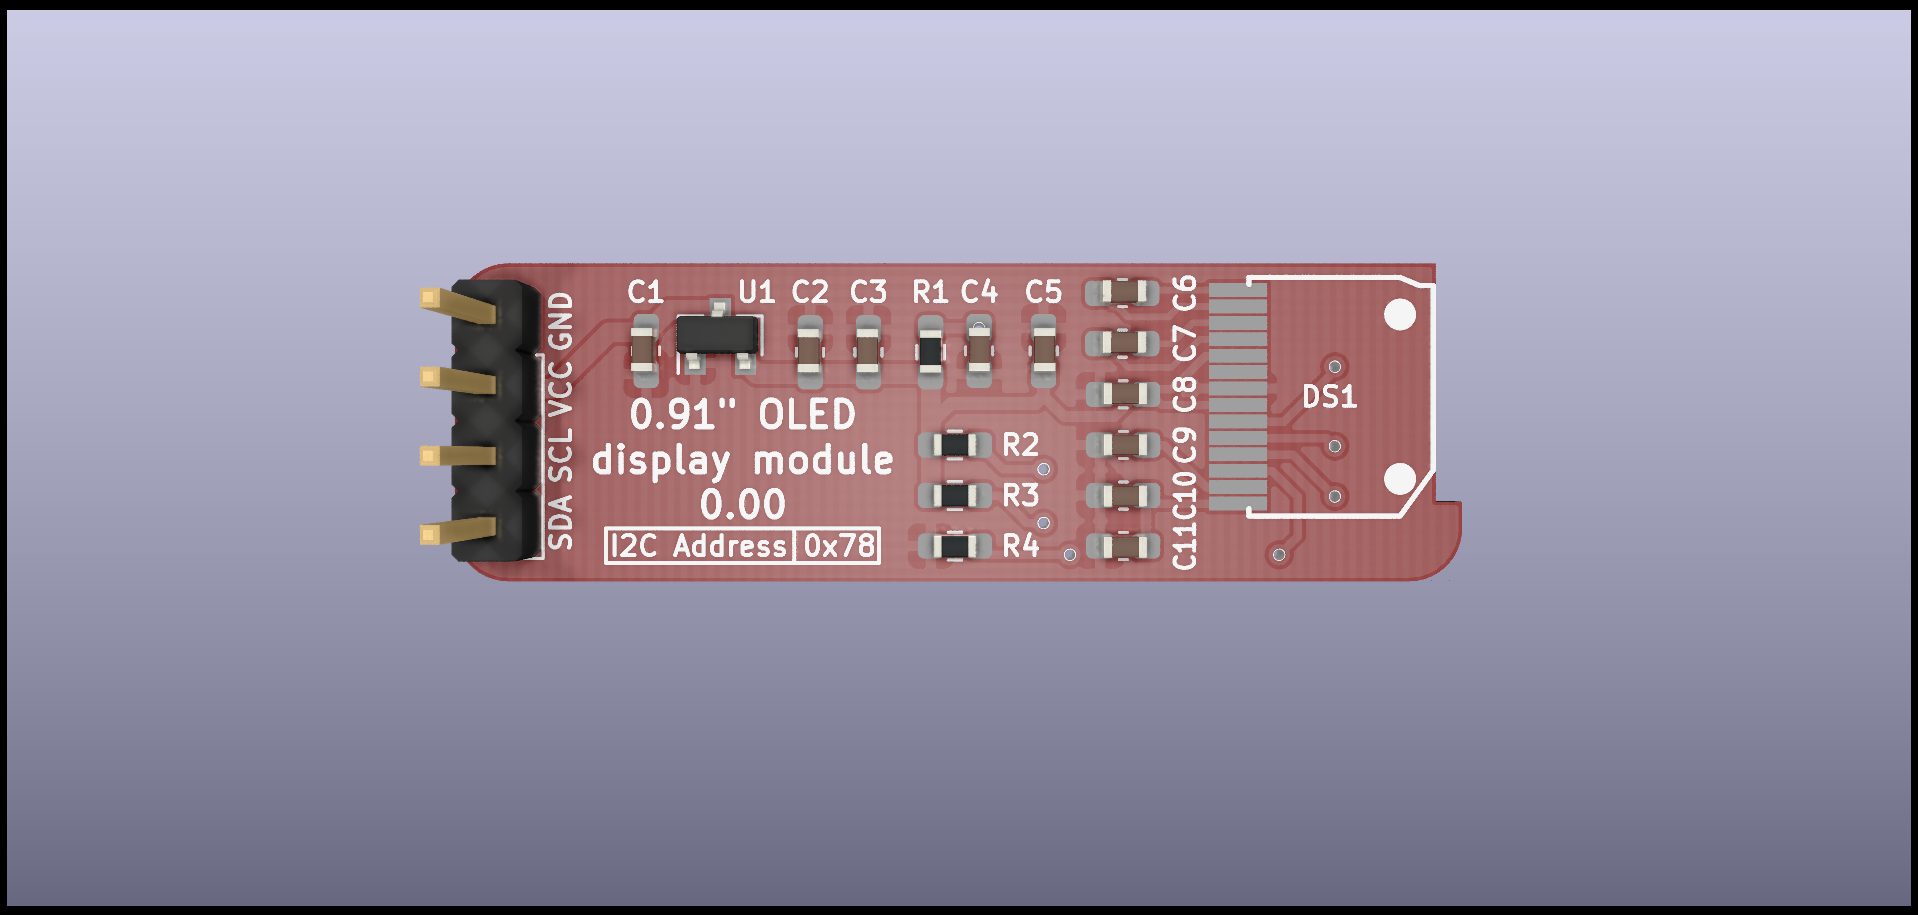 C1 U1 C2 C3 R1 C4 C5
C6
C7
C8
C9
C10
C11
GND
VCC
SCL
SDA
DS1
0.91" OLED
display module
0.00
I2C Address 0x78
R2
R3
R4